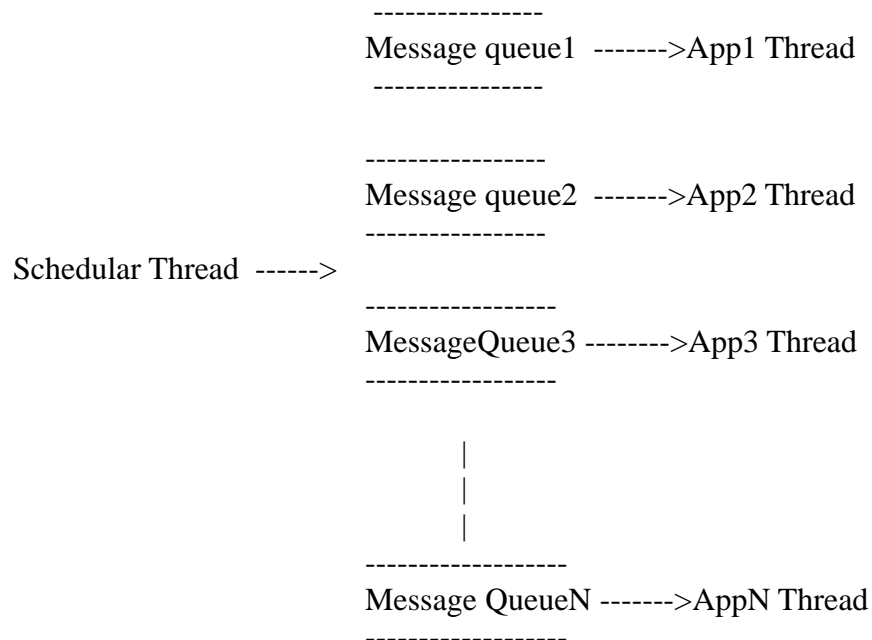 ----------------
Message queue1 ------->App1 Thread
----------------
-----------------
Message queue2 ------->App2 Thread
-----------------
Schedular Thread ------>
------------------
MessageQueue3 -------->App3 Thread
------------------
|
|
|
-------------------
Message QueueN ------->AppN Thread
-------------------